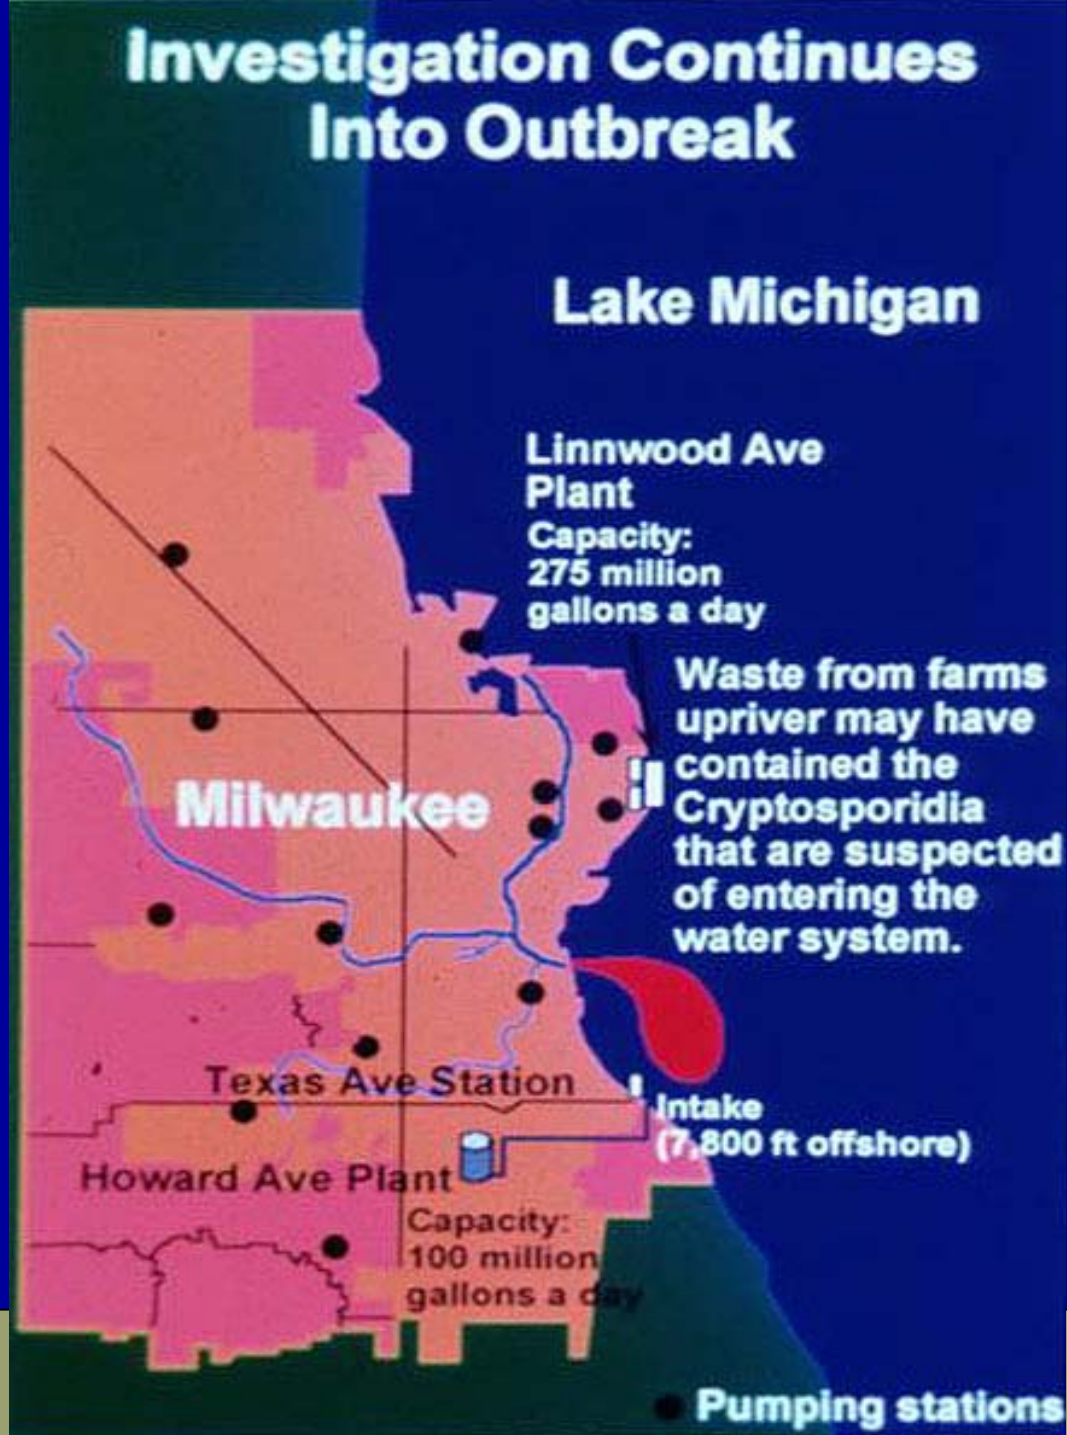 Investigation Continues
Into Outbreak
Lake Michigan
Linnwood Ave
Plant
Capacity:
275 million
gallons a day
Waste from farms
upriver may have
contained the
Cryptosporidia
that are suspected
of entering the
water system.
Milwaukee
Texas Ave Station
Intake
(7,800 ft offshore)
Howard Ave Plant
Capacity:
100 million
gallons a day
Pumping stations